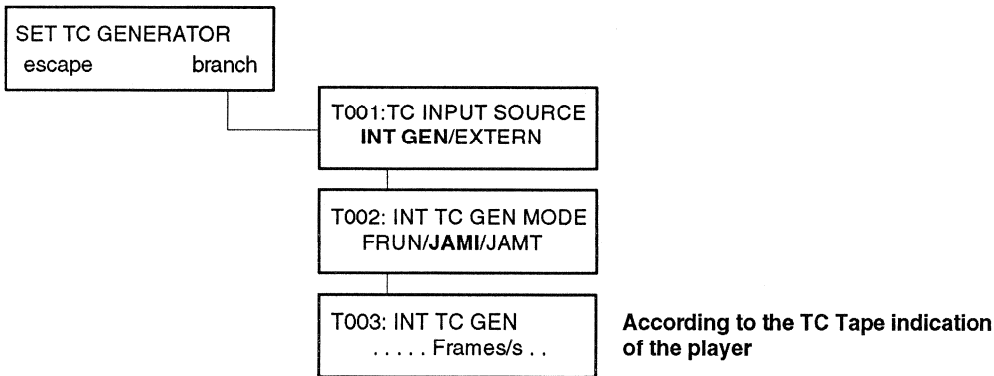 SET TC GENERATOR
escape branch
T001:TC INPUT SOURCE
INT GEN/EXTERN
T002: INT TC GEN MODE
FRUN/JAMI/JAMT
T003: INT TC GEN
. . . . . Frames/s . .
According to the TC Tape indication
of the player